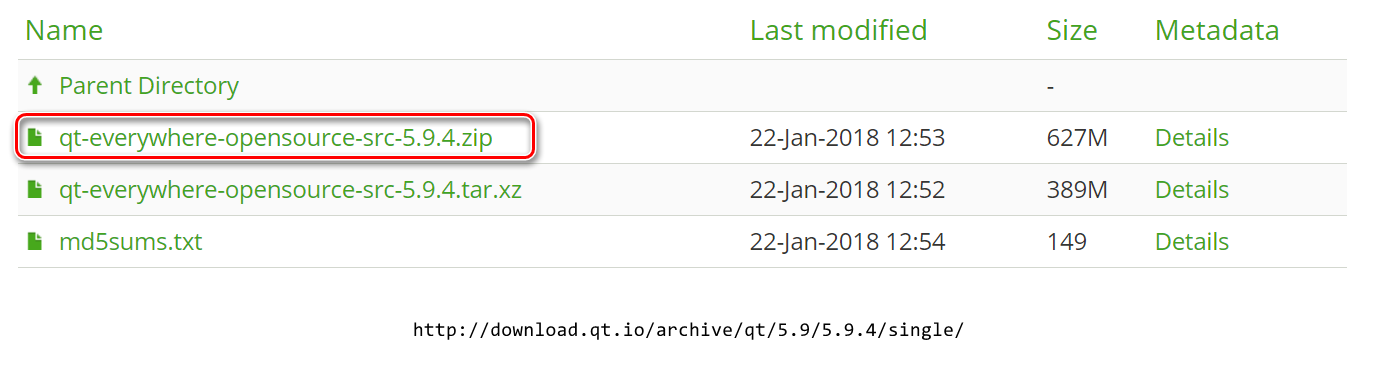 Name Last modified Size Metadata
Parent Directory -
qt-everywhere-opensource-src-5.9.4.zip 22-Jan-2018 12:53 627M Details
qt-everywhere-opensource-src-5.9.4.tar.xz 22-Jan-2018 12:52 389M Details
md5sums.txt 22-Jan-2018 12:54 149 Details
http://download.qt.io/archive/qt/5.9/5.9.4/single/